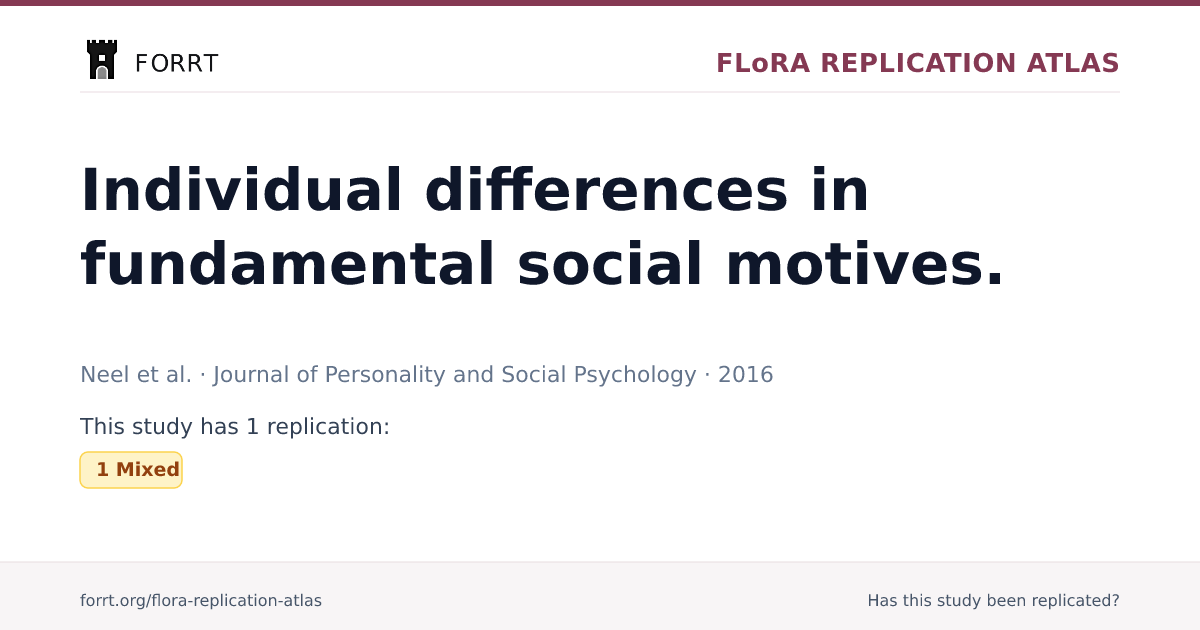 FORRT
FLoRA REPLICATION ATLAS
Individual differences in
fundamental social motives.
Neel et al. · Journal of Personality and Social Psychology · 2016
This study has 1 replication:
1 Mixed
forrt.org/flora-replication-atlas
Has this study been replicated?